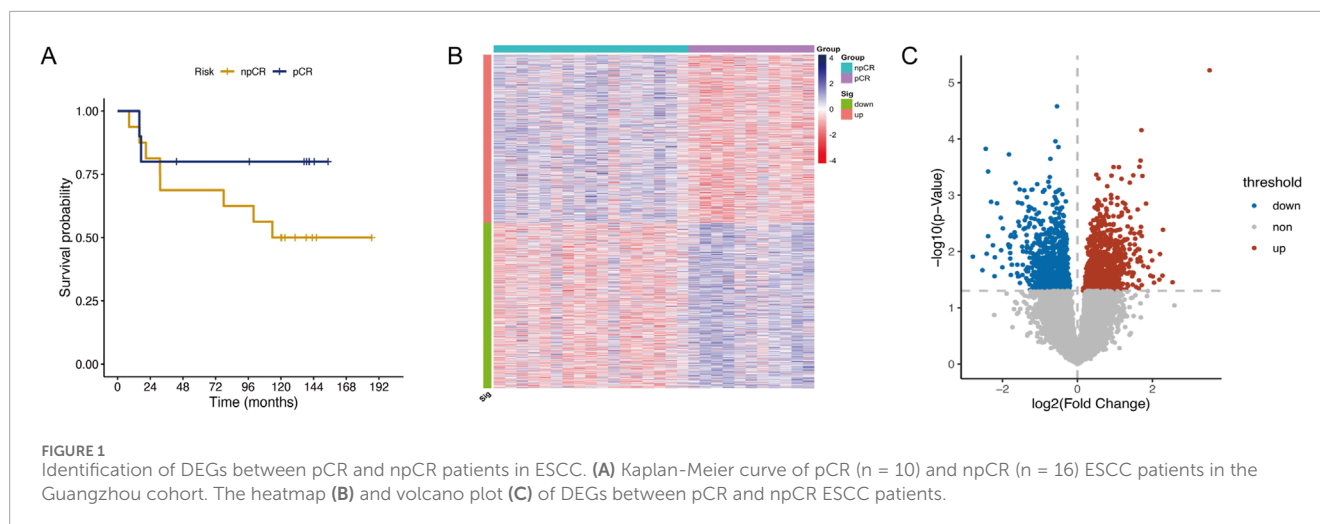 A
Risk npCR pCR
1.00
0.75
0.50
0.25
0.00
Survival probability
0 24 48 72 96 120 144 168 192
Time (months)
B
Group
4
2
0
-2
-4
Group
npCR
pCR
Sig
down
up
Sig
C
5
4
3
2
1
0
−log10(p−Value)
−2 0 2
log2(Fold Change)
threshold
down
non
up
FIGURE 1
Identification of DEGs between pCR and npCR patients in ESCC. (A) Kaplan-Meier curve of pCR (n = 10) and npCR (n = 16) ESCC patients in the
Guangzhou cohort. The heatmap (B) and volcano plot (C) of DEGs between pCR and npCR ESCC patients.